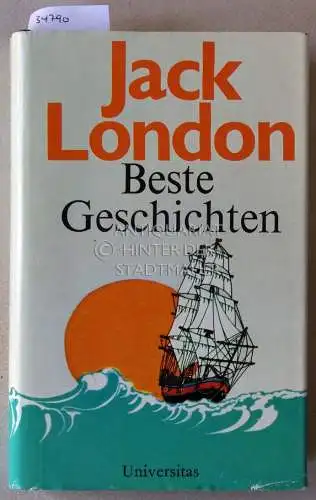 34790
Jack
London
Beste
Geschichten
ANTIQUARIAT
© HINTER DER
STADTMAUER
Universitas